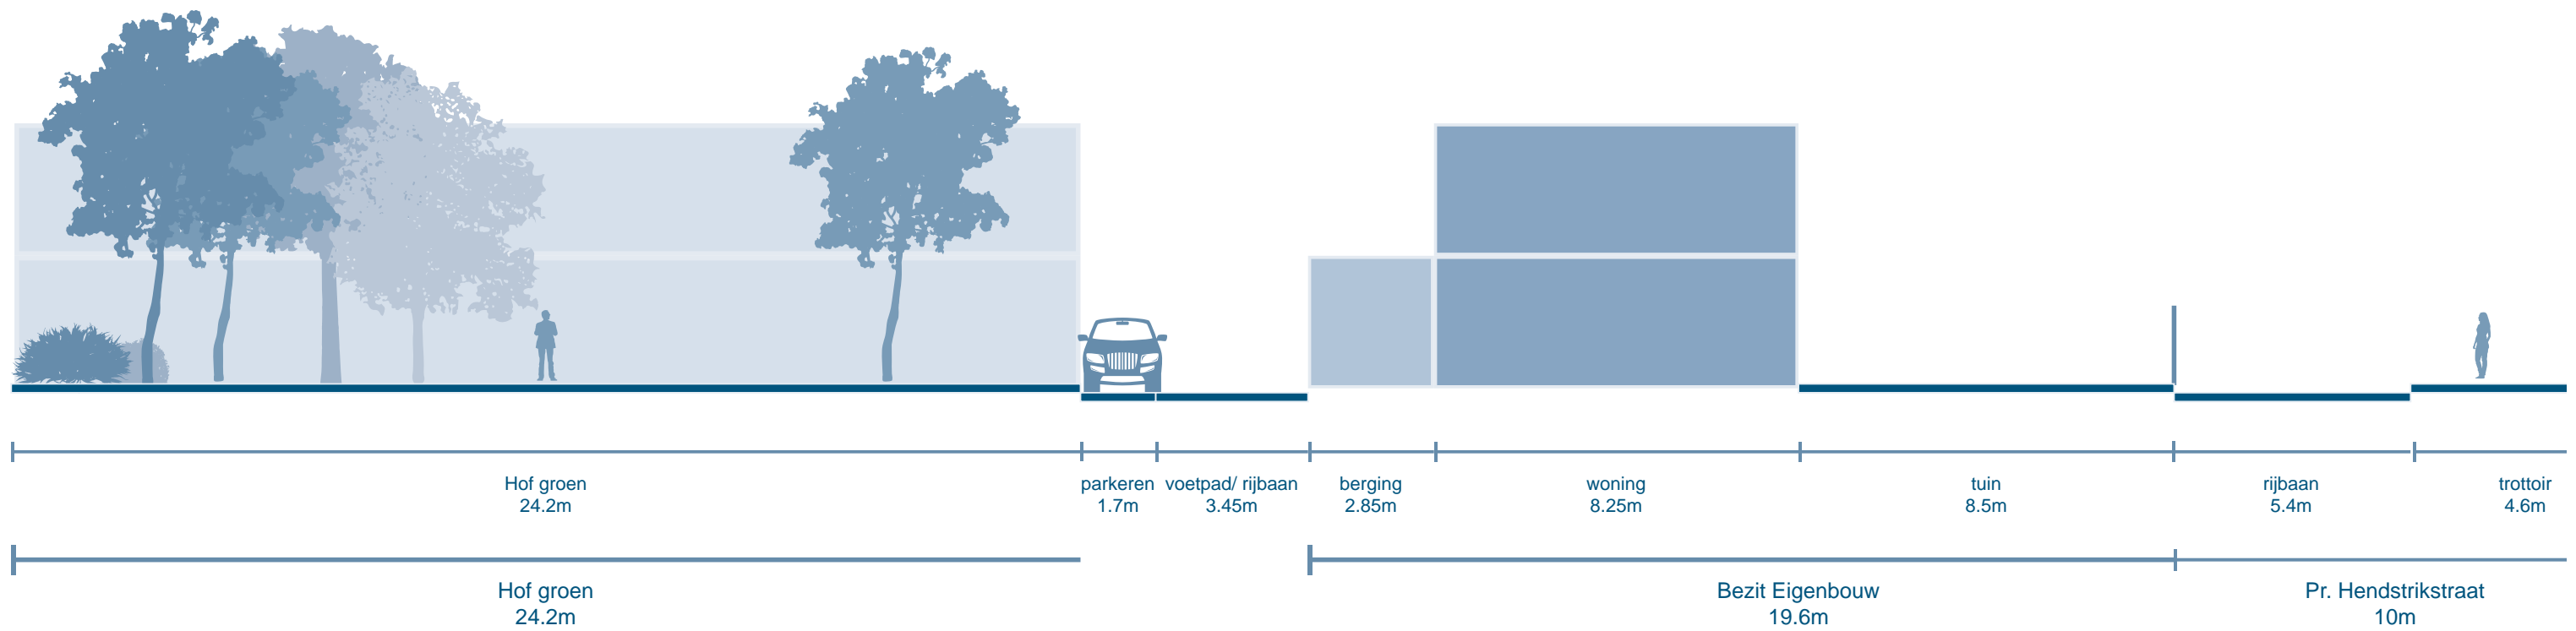 Hof groen
24.2m
parkeren
1.7m
voetpad/ rijbaan
3.45m
berging
2.85m
woning
8.25m
tuin
8.5m
rijbaan
5.4m
trottoir
4.6m
Hof groen
24.2m
Bezit Eigenbouw
19.6m
Pr. Hendstrikstraat
10m